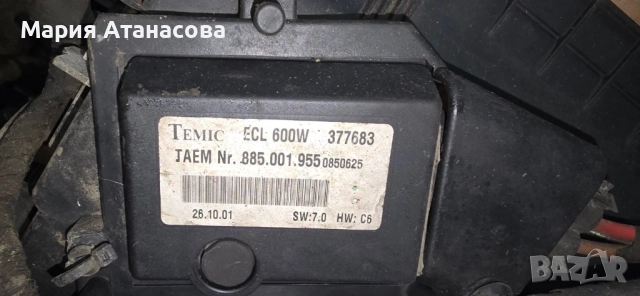 Мария Атанасова
TEMIC ECL 600W 377683
TAEM Nr. 885.001.955 0850625
26.10.01 SW:7.0 HW: C6
BAZAR